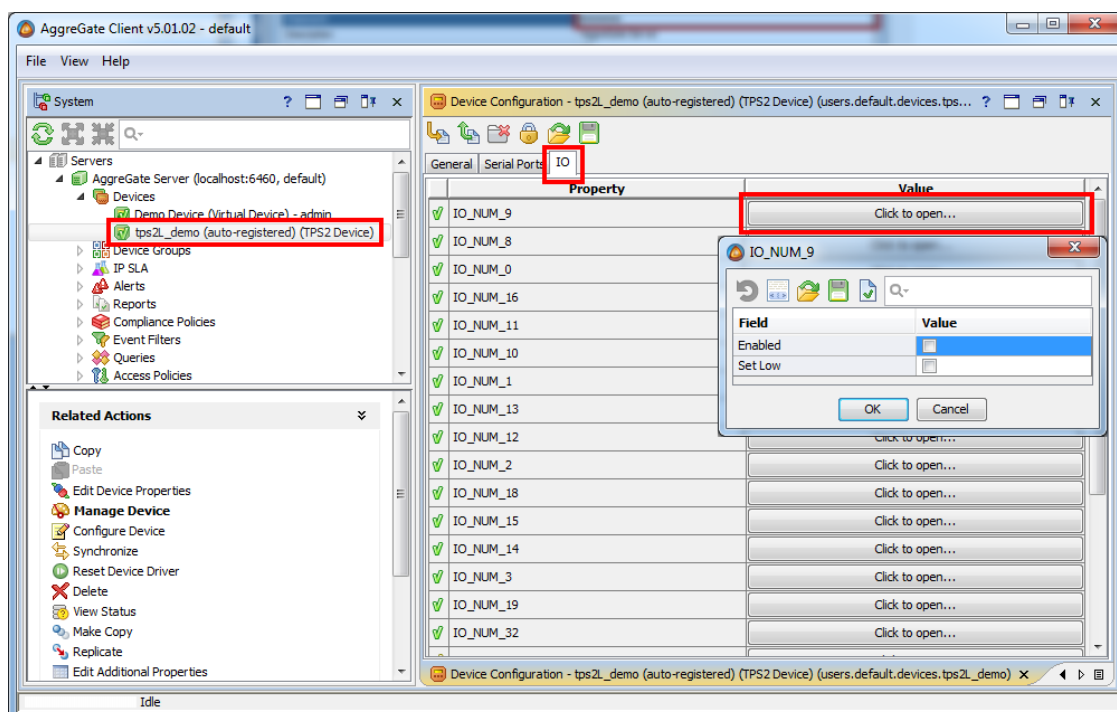 AggreGate Client v5.01.02 - default
File View Help
System
Servers
AggreGate Server (localhost:6460, default)
Devices
Demo Device (Virtual Device) - admin
tps2L_demo (auto-registered) (TPS2 Device)
Device Groups
IP SLA
Alerts
Reports
Compliance Policies
Event Filters
Queries
Access Policies
Related Actions
Copy
Paste
Edit Device Properties
Manage Device
Configure Device
Synchronize
Reset Device Driver
Delete
View Status
Make Copy
Replicate
Edit Additional Properties
Device Configuration - tps2L_demo (auto-registered) (TPS2 Device) (users.default.devices.tps...
General Serial Ports IO
Property Value
IO_NUM_9 Click to open...
IO_NUM_8
IO_NUM_0
IO_NUM_16
IO_NUM_11
IO_NUM_10
IO_NUM_1
IO_NUM_13
IO_NUM_12 Click to open...
IO_NUM_2 Click to open...
IO_NUM_18 Click to open...
IO_NUM_15 Click to open...
IO_NUM_14 Click to open...
IO_NUM_3 Click to open...
IO_NUM_19 Click to open...
IO_NUM_32 Click to open...
IO_NUM_9
Field Value
Enabled
Set Low
OK Cancel
Device Configuration - tps2L_demo (auto-registered) (TPS2 Device) (users.default.devices.tps2L_demo)
Idle